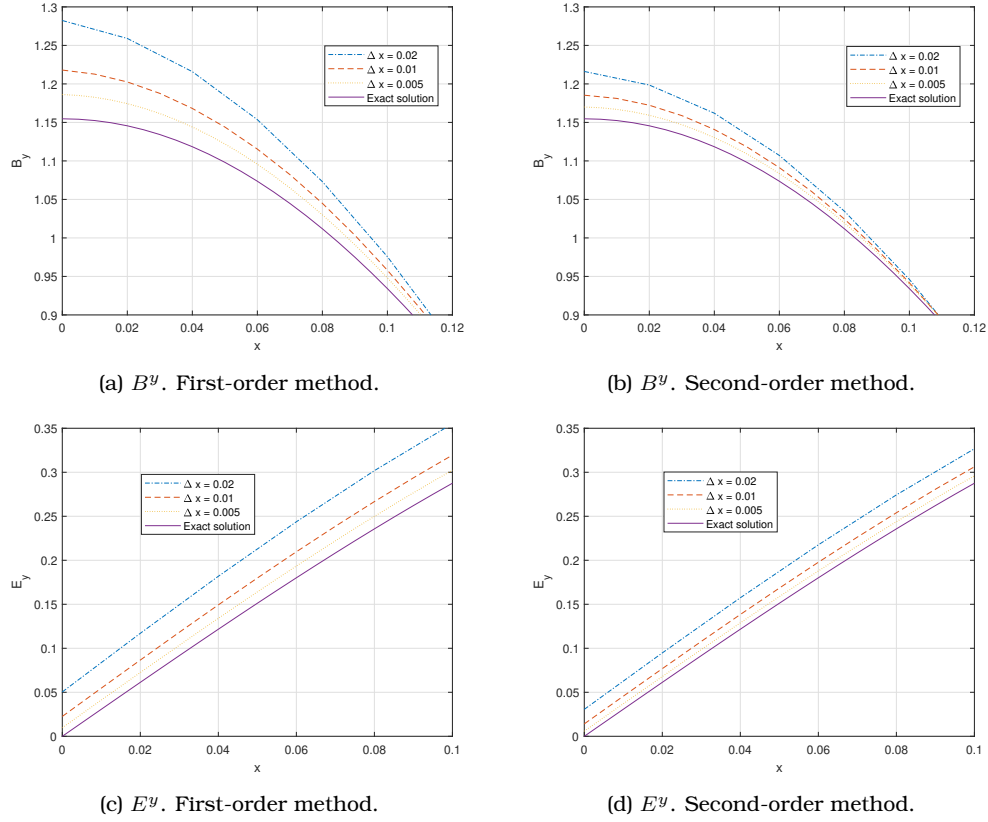 1.3
1.25
1.2
1.15
1.1
1.05
1
0.95
0.9
B_y
0 0.02 0.04 0.06 0.08 0.1 0.12
x
Δ x = 0.02
Δ x = 0.01
Δ x = 0.005
Exact solution
(a) B^y. First-order method.
1.3
1.25
1.2
1.15
1.1
1.05
1
0.95
0.9
B_y
0 0.02 0.04 0.06 0.08 0.1 0.12
x
Δ x = 0.02
Δ x = 0.01
Δ x = 0.005
Exact solution
(b) B^y. Second-order method.
0.35
0.3
0.25
0.2
0.15
0.1
0.05
0
E_y
0 0.02 0.04 0.06 0.08 0.1
x
Δ x = 0.02
Δ x = 0.01
Δ x = 0.005
Exact solution
(c) E^y. First-order method.
0.35
0.3
0.25
0.2
0.15
0.1
0.05
0
E_y
0 0.02 0.04 0.06 0.08 0.1
x
Δ x = 0.02
Δ x = 0.01
Δ x = 0.005
Exact solution
(d) E^y. Second-order method.